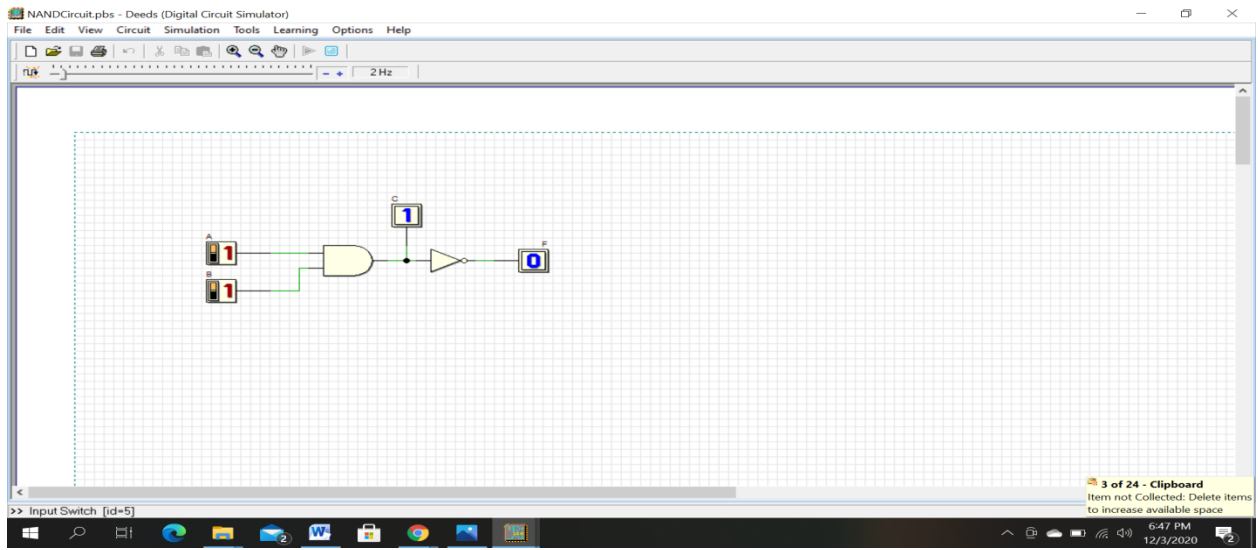 NANDCircuit.pbs - Deeds (Digital Circuit Simulator)
File Edit View Circuit Simulation Tools Learning Options Help
- + 2 Hz
C
1
A
1
F
0
B
1
3 of 24 - Clipboard
Item not Collected: Delete items
to increase available space
>> Input Switch [id=5]
2
W
6:47 PM
12/3/2020
2